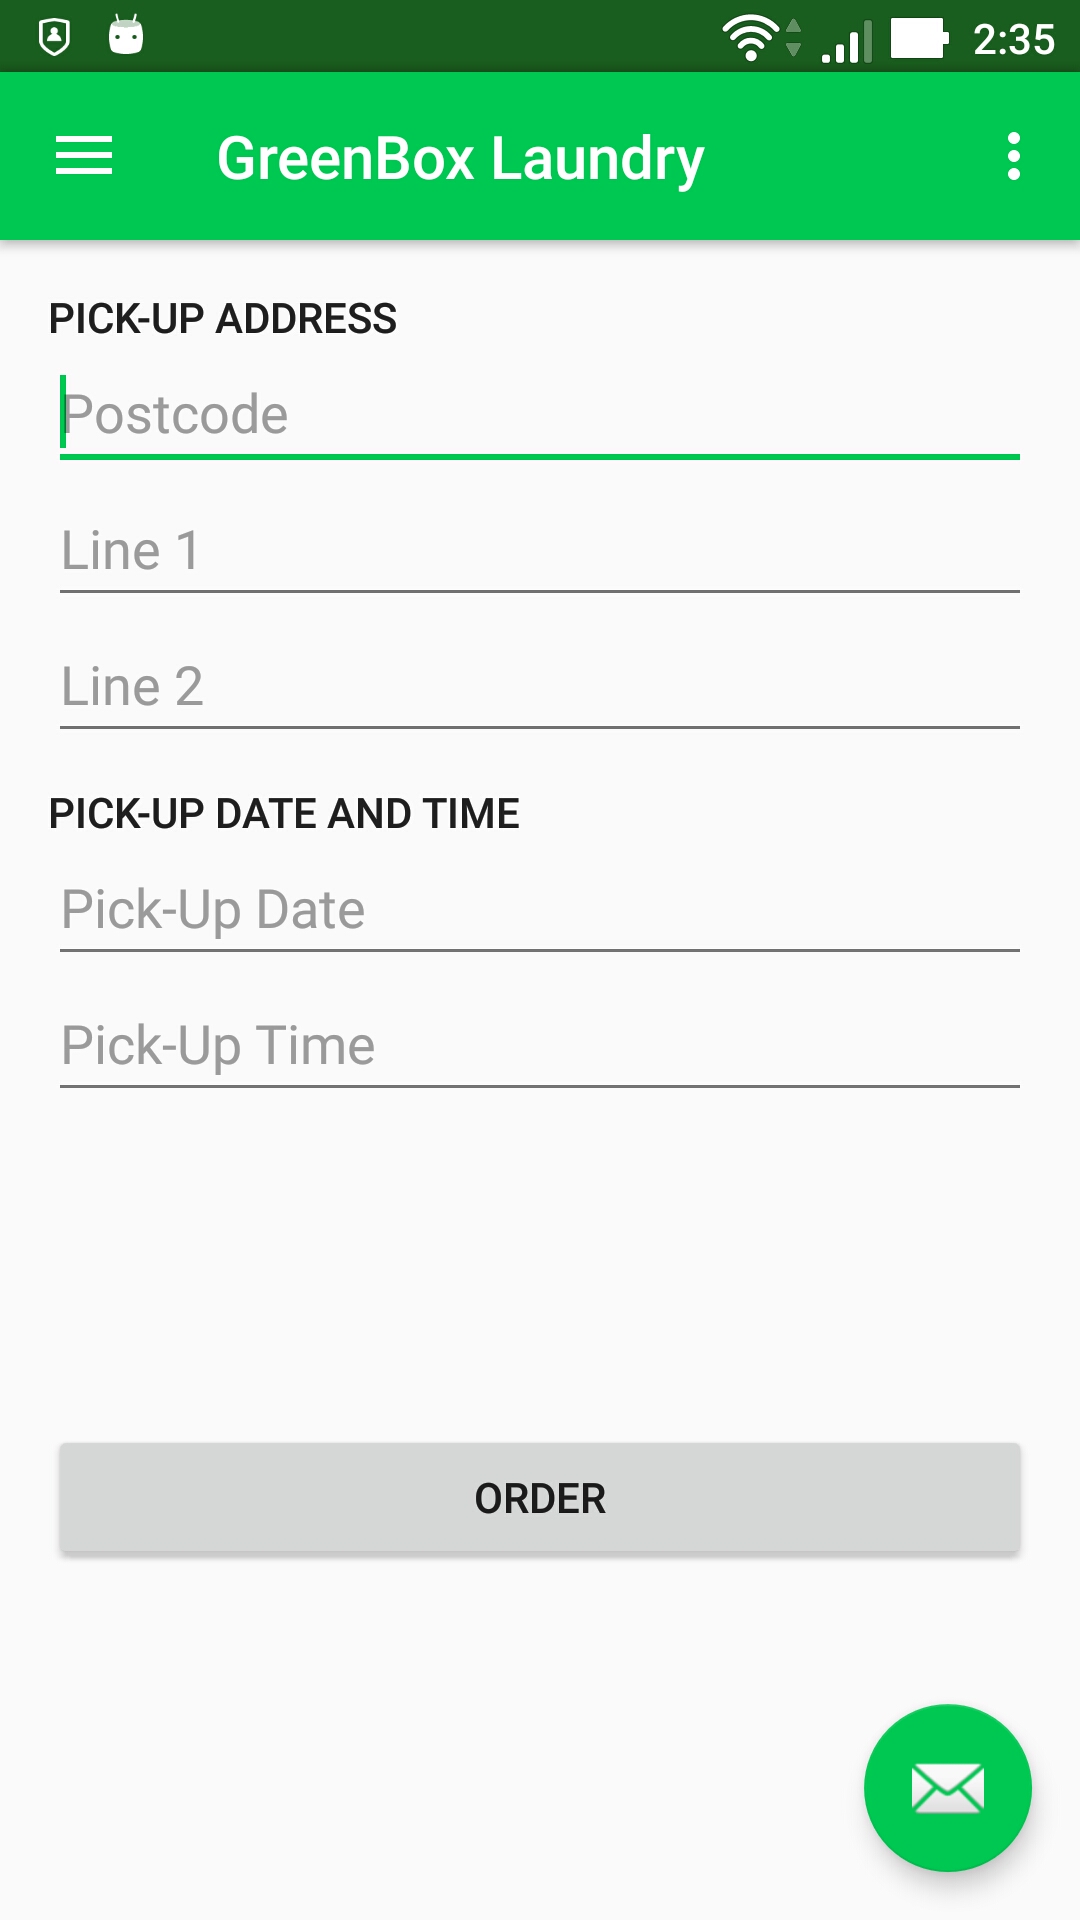 2:35
GreenBox Laundry
PICK-UP ADDRESS
Postcode
Line 1
Line 2
PICK-UP DATE AND TIME
Pick-Up Date
Pick-Up Time
ORDER